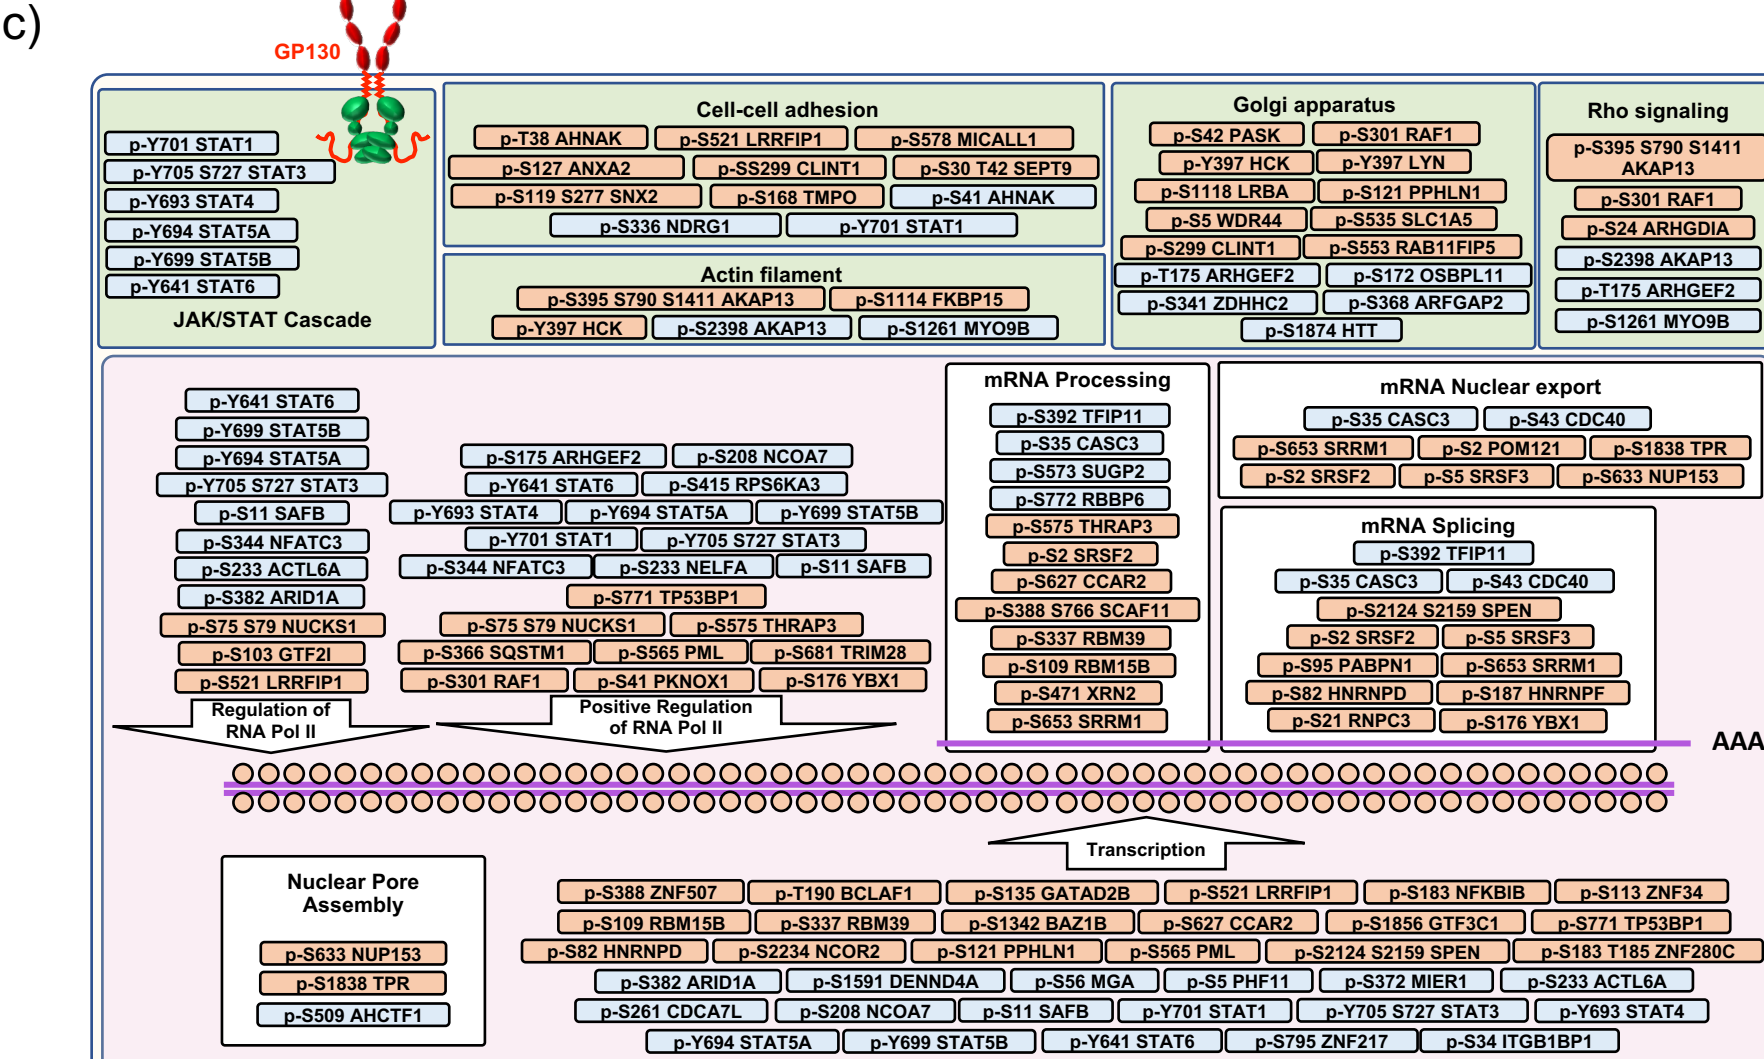 c)
GP130
p-Y701 STAT1
p-Y705 S727 STAT3
p-Y693 STAT4
p-Y694 STAT5A
p-Y699 STAT5B
p-Y641 STAT6
JAK/STAT Cascade
Cell-cell adhesion
p-T38 AHNAK p-S521 LRRFIP1 p-S578 MICALL1
p-S127 ANXA2 p-SS299 CLINT1 p-S30 T42 SEPT9
p-S119 S277 SNX2 p-S168 TMPO p-S41 AHNAK
p-S336 NDRG1 p-Y701 STAT1
Actin filament
p-S395 S790 S1411 AKAP13 p-S1114 FKBP15
p-Y397 HCK p-S2398 AKAP13 p-S1261 MYO9B
Golgi apparatus
p-S42 PASK p-S301 RAF1
p-Y397 HCK p-Y397 LYN
p-S1118 LRBA p-S121 PPHLN1
p-S5 WDR44 p-S535 SLC1A5
p-S299 CLINT1 p-S553 RAB11FIP5
p-T175 ARHGEF2 p-S172 OSBPL11
p-S341 ZDHHC2 p-S368 ARFGAP2
p-S1874 HTT
Rho signaling
p-S395 S790 S1411
AKAP13
p-S301 RAF1
p-S24 ARHGDIA
p-S2398 AKAP13
p-T175 ARHGEF2
p-S1261 MYO9B
p-Y641 STAT6
p-Y699 STAT5B
p-Y694 STAT5A
p-Y705 S727 STAT3
p-S11 SAFB
p-S344 NFATC3
p-S233 ACTL6A
p-S382 ARID1A
p-S75 S79 NUCKS1
p-S103 GTF2I
p-S521 LRRFIP1
Regulation of
RNA Pol II
p-S175 ARHGEF2 p-S208 NCOA7
p-Y641 STAT6 p-S415 RPS6KA3
p-Y693 STAT4 p-Y694 STAT5A p-Y699 STAT5B
p-Y701 STAT1 p-Y705 S727 STAT3
p-S344 NFATC3 p-S233 NELFA p-S11 SAFB
p-S771 TP53BP1
p-S75 S79 NUCKS1 p-S575 THRAP3
p-S366 SQSTM1 p-S565 PML p-S681 TRIM28
p-S301 RAF1 p-S41 PKNOX1 p-S176 YBX1
Positive Regulation
of RNA Pol II
mRNA Processing
p-S392 TFIP11
p-S35 CASC3
p-S573 SUGP2
p-S772 RBBP6
p-S575 THRAP3
p-S2 SRSF2
p-S627 CCAR2
p-S388 S766 SCAF11
p-S337 RBM39
p-S109 RBM15B
p-S471 XRN2
p-S653 SRRM1
mRNA Nuclear export
p-S35 CASC3 p-S43 CDC40
p-S653 SRRM1 p-S2 POM121 p-S1838 TPR
p-S2 SRSF2 p-S5 SRSF3 p-S633 NUP153
mRNA Splicing
p-S392 TFIP11
p-S35 CASC3 p-S43 CDC40
p-S2124 S2159 SPEN
p-S2 SRSF2 p-S5 SRSF3
p-S95 PABPN1 p-S653 SRRM1
p-S82 HNRNPD p-S187 HNRNPF
p-S21 RNPC3 p-S176 YBX1
AAA
Transcription
Nuclear Pore
Assembly
p-S633 NUP153
p-S1838 TPR
p-S509 AHCTF1
p-S388 ZNF507 p-T190 BCLAF1 p-S135 GATAD2B p-S521 LRRFIP1 p-S183 NFKBIB p-S113 ZNF34
p-S109 RBM15B p-S337 RBM39 p-S1342 BAZ1B p-S627 CCAR2 p-S1856 GTF3C1 p-S771 TP53BP1
p-S82 HNRNPD p-S2234 NCOR2 p-S121 PPHLN1 p-S565 PML p-S2124 S2159 SPEN p-S183 T185 ZNF280C
p-S382 ARID1A p-S1591 DENND4A p-S56 MGA p-S5 PHF11 p-S372 MIER1 p-S233 ACTL6A
p-S261 CDCA7L p-S208 NCOA7 p-S11 SAFB p-Y701 STAT1 p-Y705 S727 STAT3 p-Y693 STAT4
p-Y694 STAT5A p-Y699 STAT5B p-Y641 STAT6 p-S795 ZNF217 p-S34 ITGB1BP1